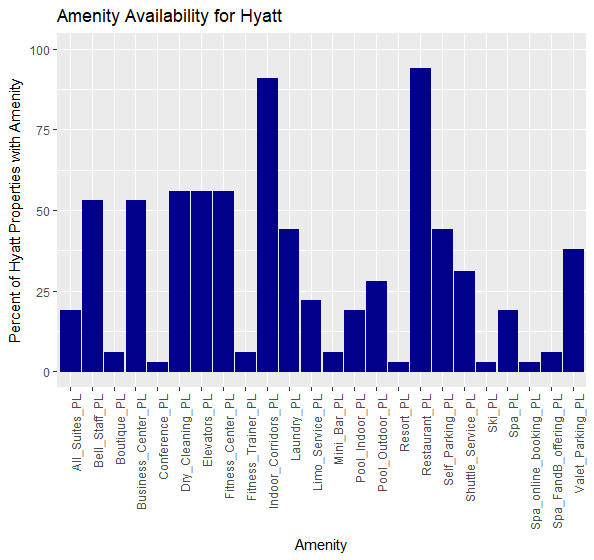 Amenity Availability for Hyatt
Percent of Hyatt Properties with Amenity
100
75
50
25
0
All_Suites_PL
Bell_Staff_PL
Boutique_PL
Business_Center_PL
Conference_PL
Dry_Cleaning_PL
Elevators_PL
Fitness_Center_PL
Fitness_Trainer_PL
Indoor_Corridors_PL
Laundry_PL
Limo_Service_PL
Mini_Bar_PL
Pool_Indoor_PL
Pool_Outdoor_PL
Resort_PL
Restaurant_PL
Self_Parking_PL
Shuttle_Service_PL
Ski_PL
Spa_PL
Spa_online_booking_PL
Spa_FandB_offering_PL
Valet_Parking_PL
Amenity